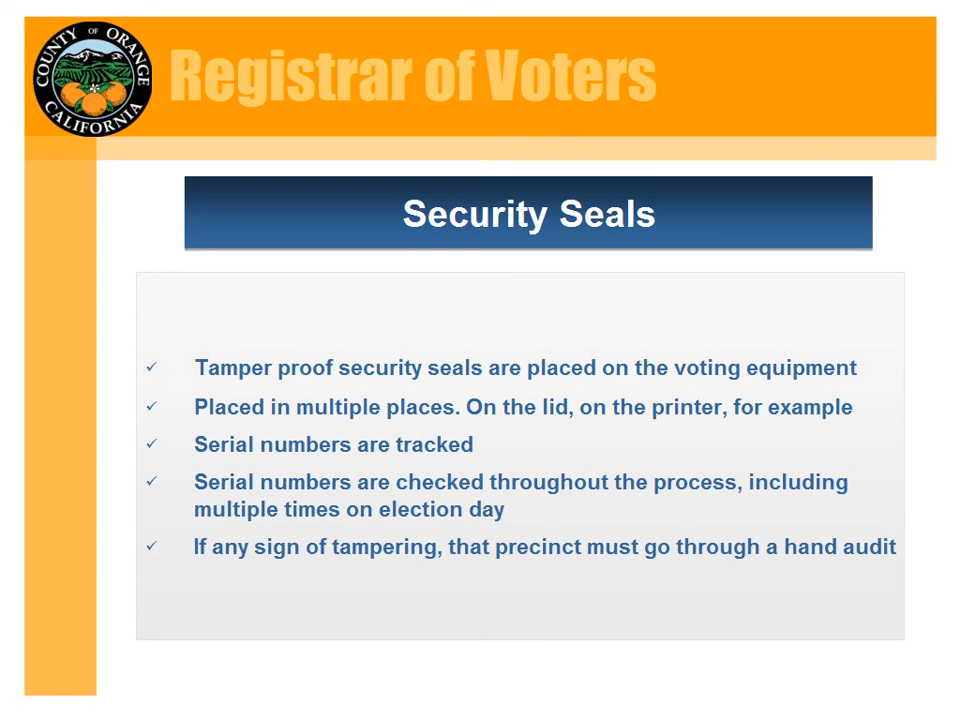 COUNTY OF ORANGE
CALIFORNIA
Registrar of Voters
Security Seals
Tamper proof security seals are placed on the voting equipment
Placed in multiple places. On the lid, on the printer, for example
Serial numbers are tracked
Serial numbers are checked throughout the process, including
multiple times on election day
If any sign of tampering, that precinct must go through a hand audit